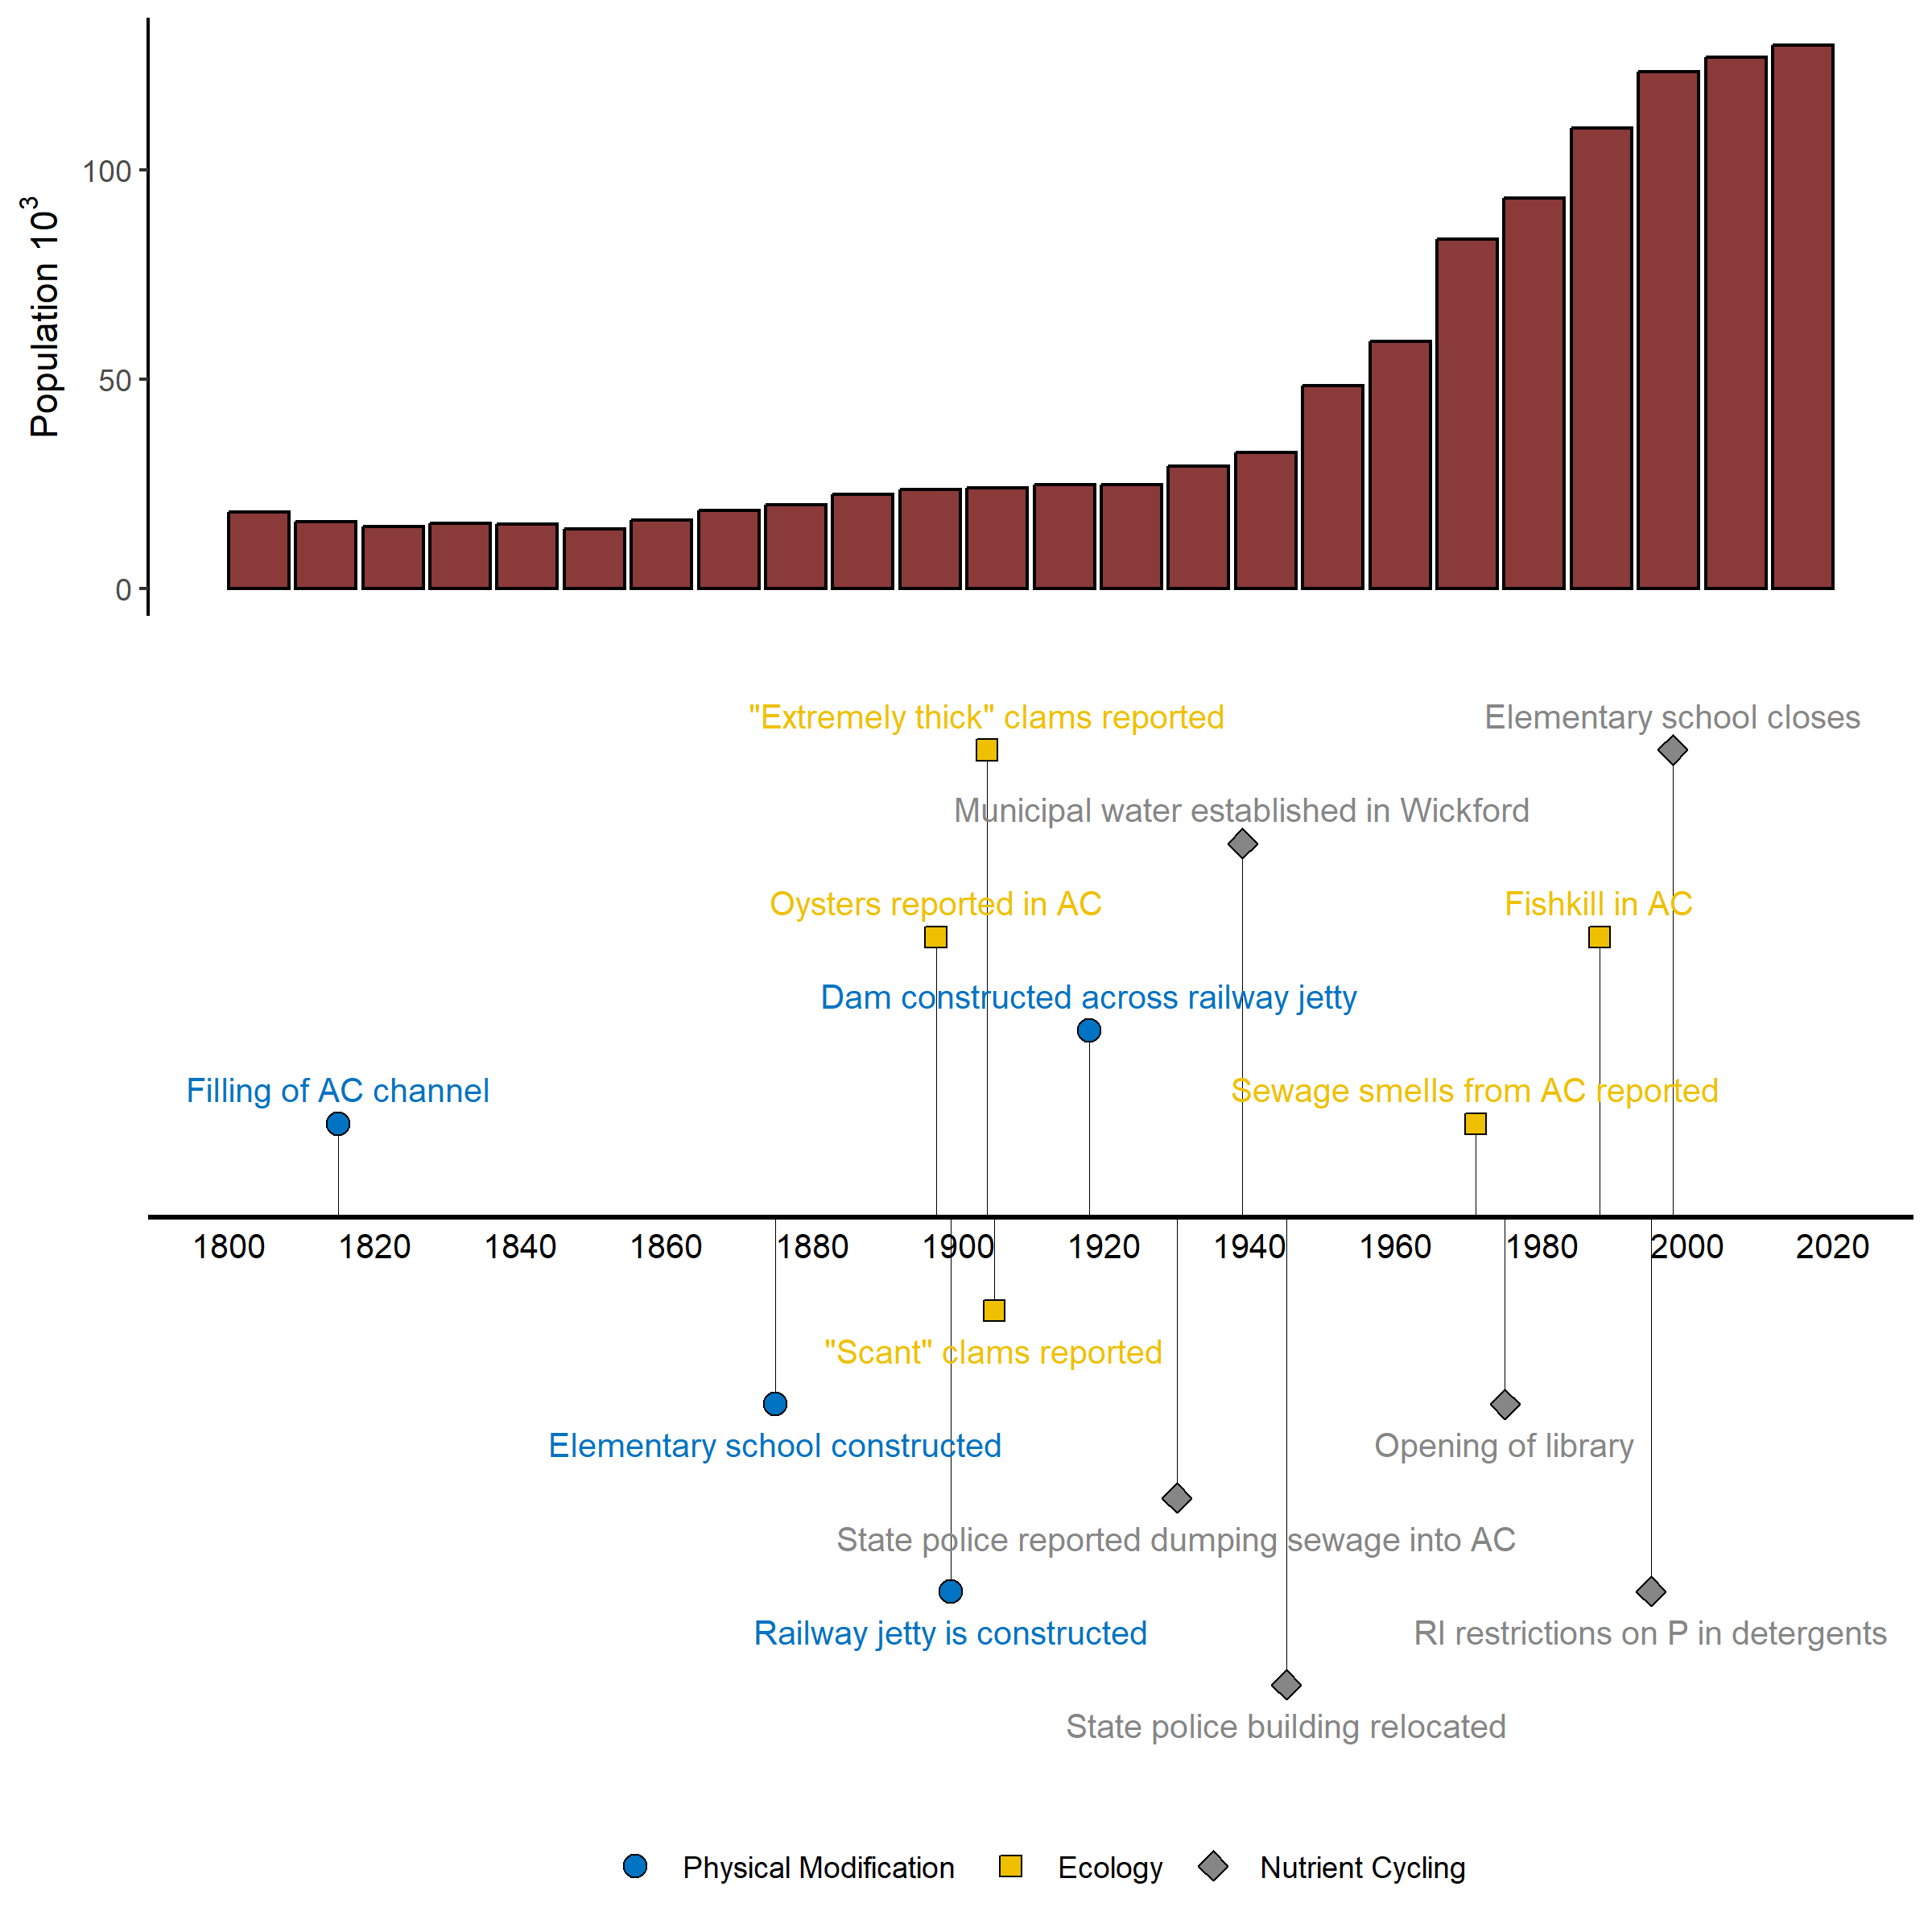 Population 10³
100
50
0
"Extremely thick" clams reported
Elementary school closes
Municipal water established in Wickford
Oysters reported in AC
Fishkill in AC
Dam constructed across railway jetty
Filling of AC channel
Sewage smells from AC reported
1800 1820 1840 1860 1880 1900 1920 1940 1960 1980 2000 2020
"Scant" clams reported
Elementary school constructed
Opening of library
State police reported dumping sewage into AC
Railway jetty is constructed
RI restrictions on P in detergents
State police building relocated
Physical Modification Ecology Nutrient Cycling